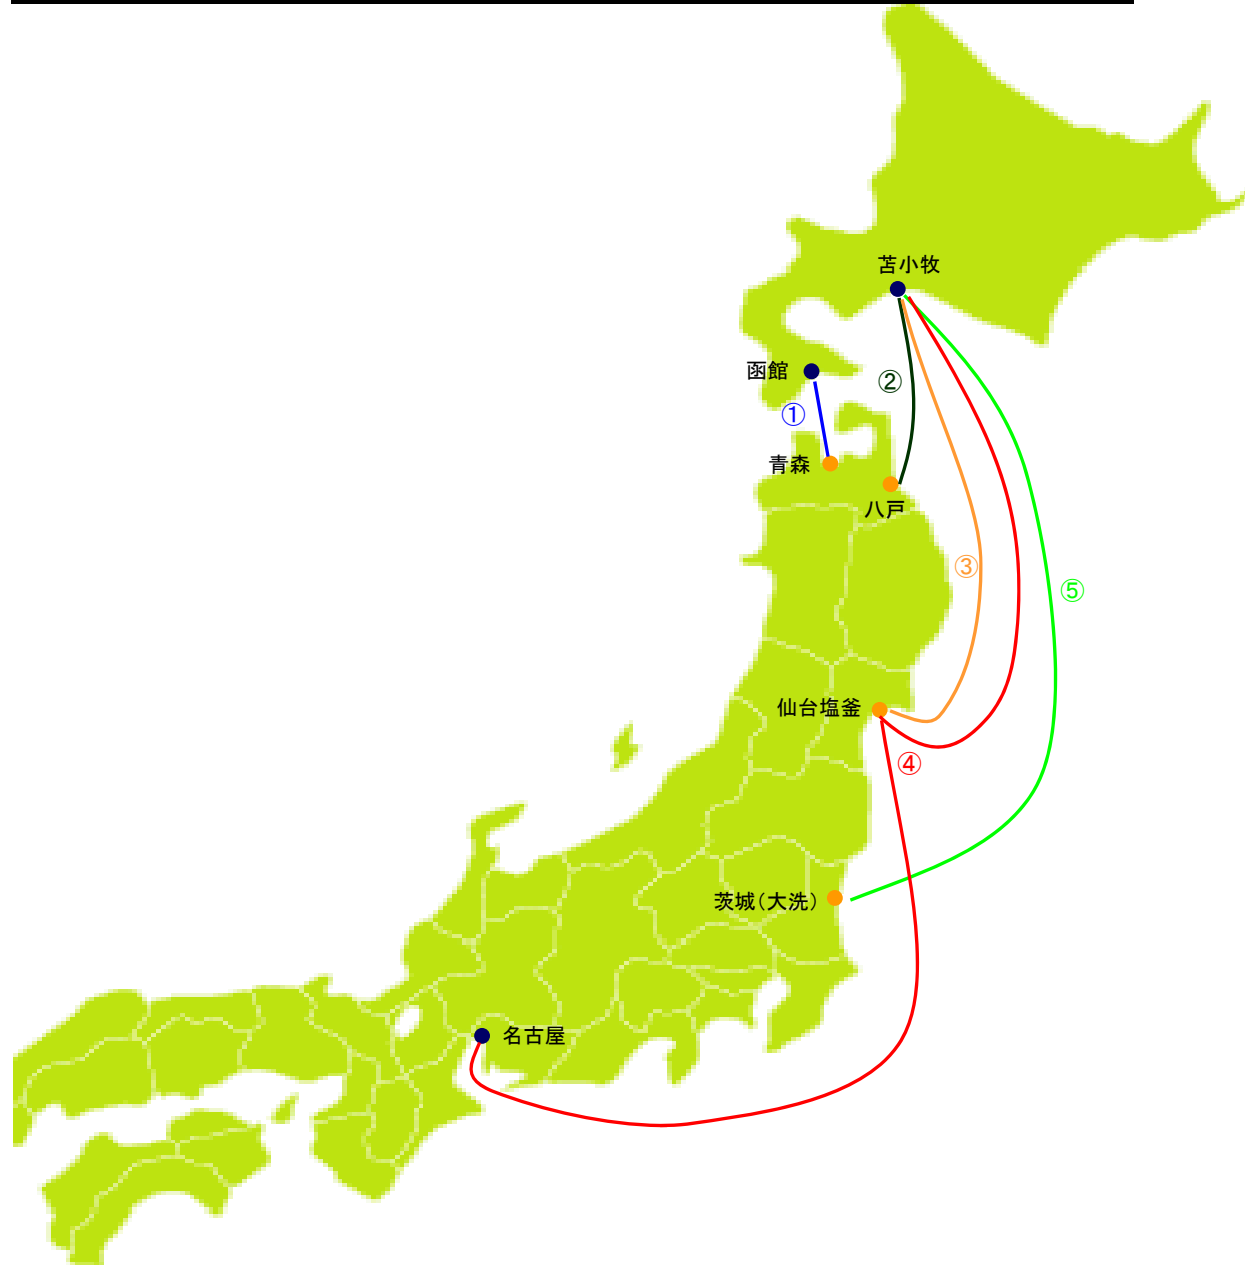 苫小牧
函館
②
①
青森
八戸
③
⑤
仙台塩釜
④
茨城（大洗）
名古屋